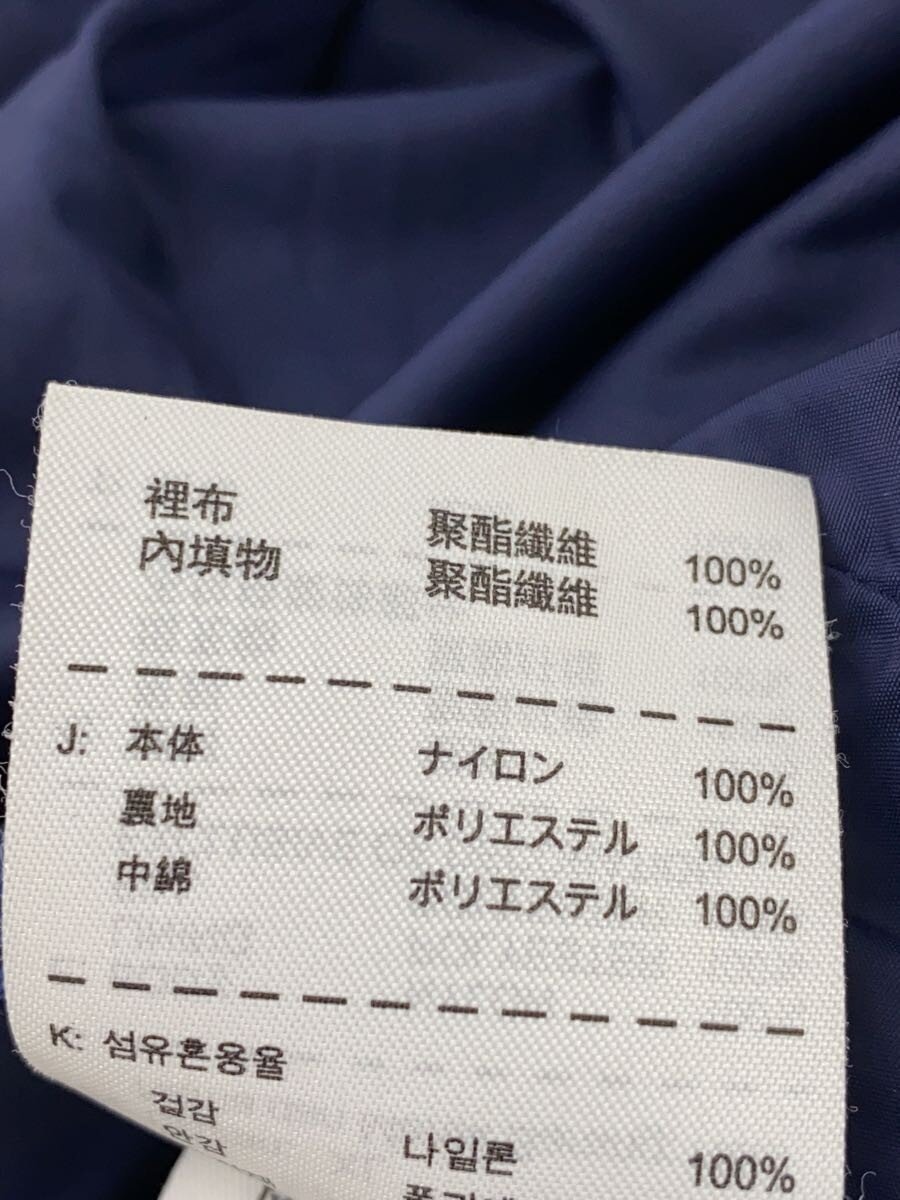 裡布 聚酯纖維 100%
內填物 聚酯纖維 100%
J: 本体 ナイロン 100%
裏地 ポリエステル 100%
中綿 ポリエステル 100%
K: 섬유혼용율
겉감 나일론 100%
안감